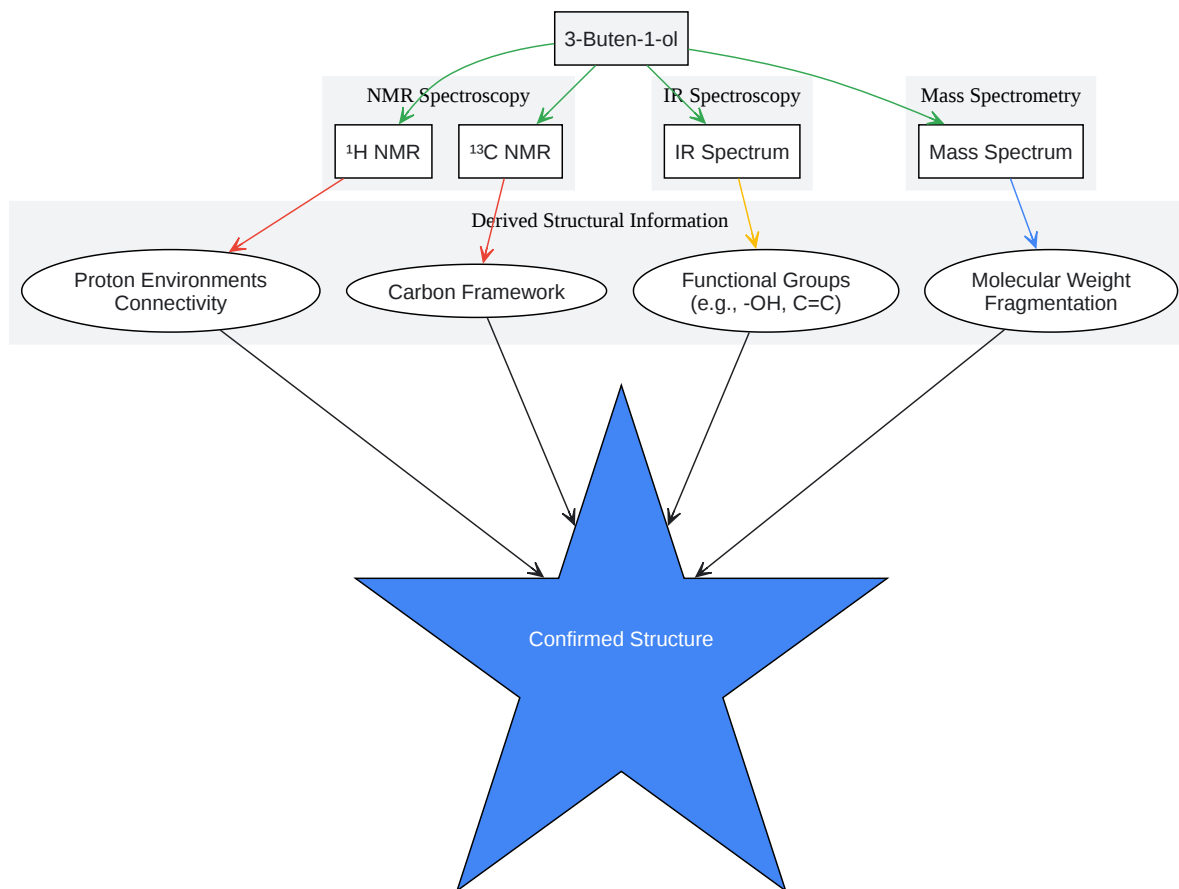 3-Buten-1-ol
NMR Spectroscopy
IR Spectroscopy
Mass Spectrometry
¹H NMR
¹³C NMR
IR Spectrum
Mass Spectrum
Derived Structural Information
Proton Environments
Connectivity
Carbon Framework
Functional Groups
(e.g., -OH, C=C)
Molecular Weight
Fragmentation
Confirmed Structure